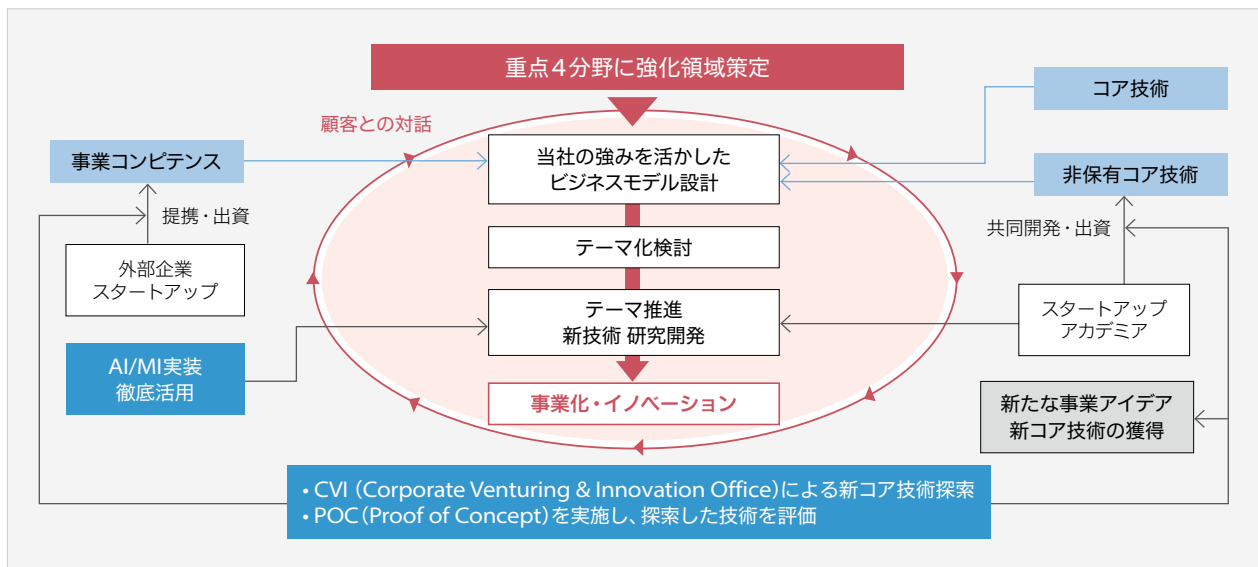 重点4分野に強化領域策定
コア技術
顧客との対話
事業コンピテンス
当社の強みを活かした
ビジネスモデル設計
非保有コア技術
提携・出資
共同開発・出資
テーマ化検討
外部企業
スタートアップ
テーマ推進
新技術 研究開発
スタートアップ
アカデミア
AI/MI実装
徹底活用
事業化・イノベーション
新たな事業アイデア
新コア技術の獲得
• CVI (Corporate Venturing & Innovation Office)による新コア技術探索
• POC(Proof of Concept)を実施し、探索した技術を評価